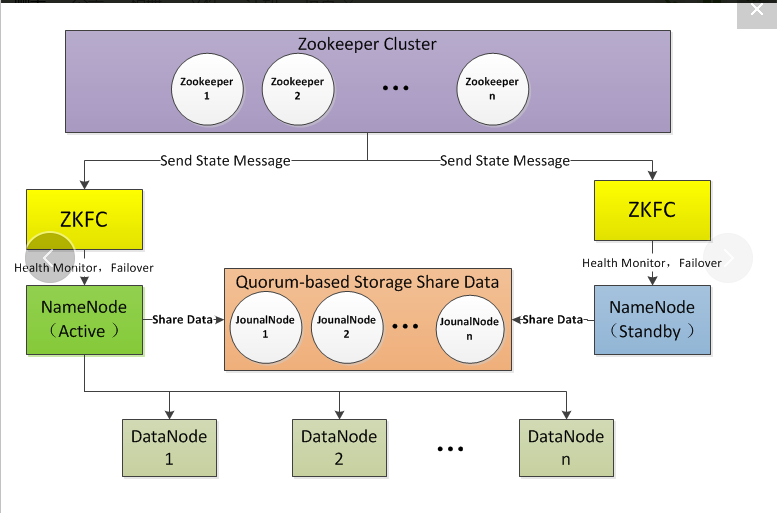 Zookeeper Cluster
Zookeeper
1
Zookeeper
2
•••
Zookeeper
n
Send State Message
Send State Message
ZKFC
ZKFC
Health Monitor，Failover
Health Monitor，Failover
NameNode
（Active ）
Share Data
Quorum-based Storage Share Data
JounalNode
1
JounalNode
2
•••
JounalNode
n
Share Data
NameNode
（Standby ）
DataNode
1
DataNode
2
•••
DataNode
n